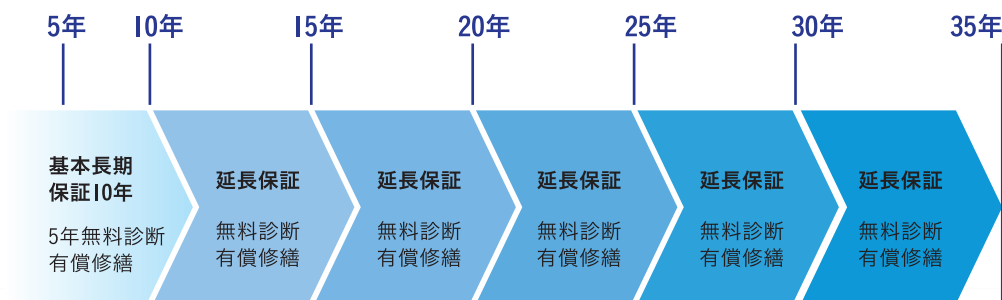 5年 10年 15年 20年 25年 30年 35年
基本長期
保証10年
5年無料診断
有償修繕
延長保証
無料診断
有償修繕
延長保証
無料診断
有償修繕
延長保証
無料診断
有償修繕
延長保証
無料診断
有償修繕
延長保証
無料診断
有償修繕